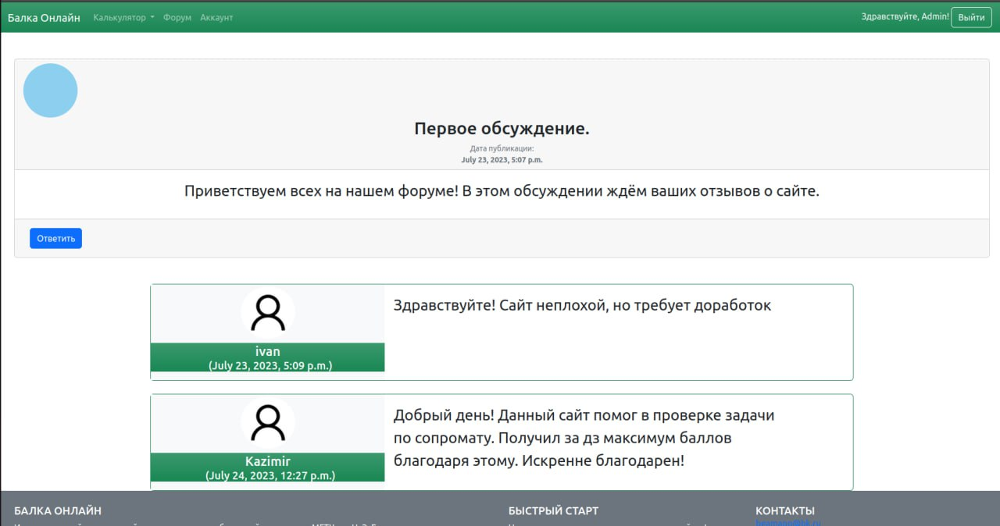 Балка Онлайн Калькулятор Форум Аккаунт Здравствуйте, Admin! Выйти
Первое обсуждение.
Дата публикации:
July 23, 2023, 5:07 p.m.
Приветствуем всех на нашем форуме! В этом обсуждении ждём ваших отзывов о сайте.
Ответить
ivan
(July 23, 2023, 5:09 p.m.)
Здравствуйте! Сайт неплохой, но требует доработок
Kazimir
(July 24, 2023, 12:27 p.m.)
Добрый день! Данный сайт помог в проверке задачи
по сопромату. Получил за дз максимум баллов
благодаря этому. Искренне благодарен!
БАЛКА ОНЛАЙН
БЫСТРЫЙ СТАРТ
КОНТАКТЫ